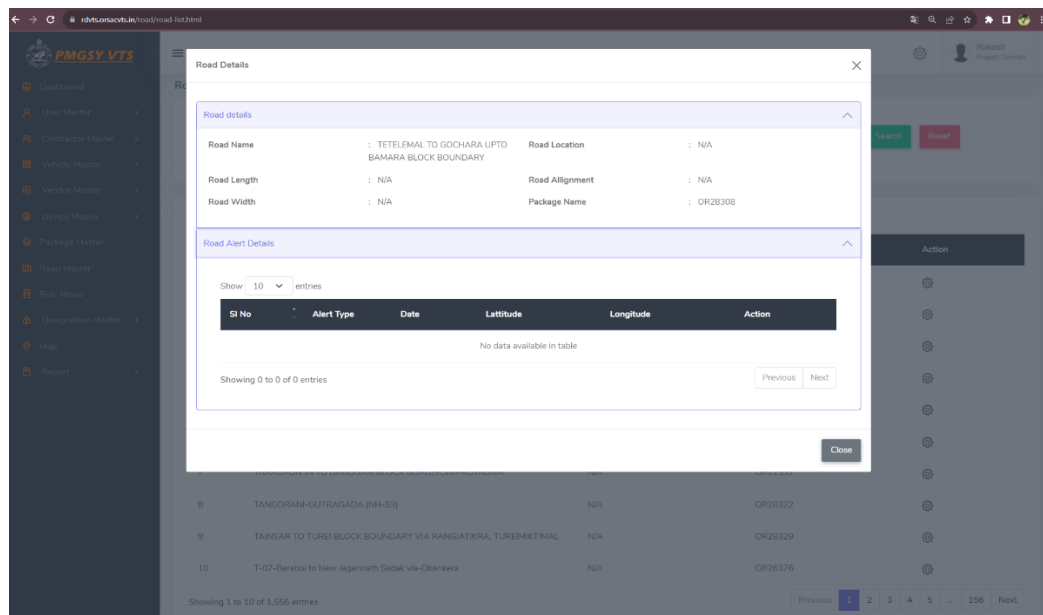 rdvts.orsacvts.in/road/road-list.html
PMGSY VTS
Rakesh
Project Director
Dashboard
User Master
Contractor Master
Vehicle Master
Vendor Master
Device Master
Package Master
Road Master
Role Menu
Designation Master
Map
Report
Search Reset
Road Details
Road details
Road Name : TETELEMAL TO GOCHARA UPTO Road Location : N/A
BAMARA BLOCK BOUNDARY
Road Length : N/A Road Allignment : N/A
Road Width : N/A Package Name : OR28308
Road Alert Details
Show 10 entries
Sl No Alert Type Date Lattitude Longitude Action
No data available in table
Showing 0 to 0 of 0 entries Previous Next
Close
Action
8 TANGORANI-GUTRAGADA (NH-53) N/A OR28322
9 TAINSAR TO TUREI BLOCK BOUNDARY VIA RANGIATIKRA, TUREIMIKTIMAL N/A OR28329
10 T-07-Beraboi to New Jagannath Sadak via-Dhankera N/A OR26376
Showing 1 to 10 of 1,556 entries Previous 1 2 3 4 5 ... 156 Next